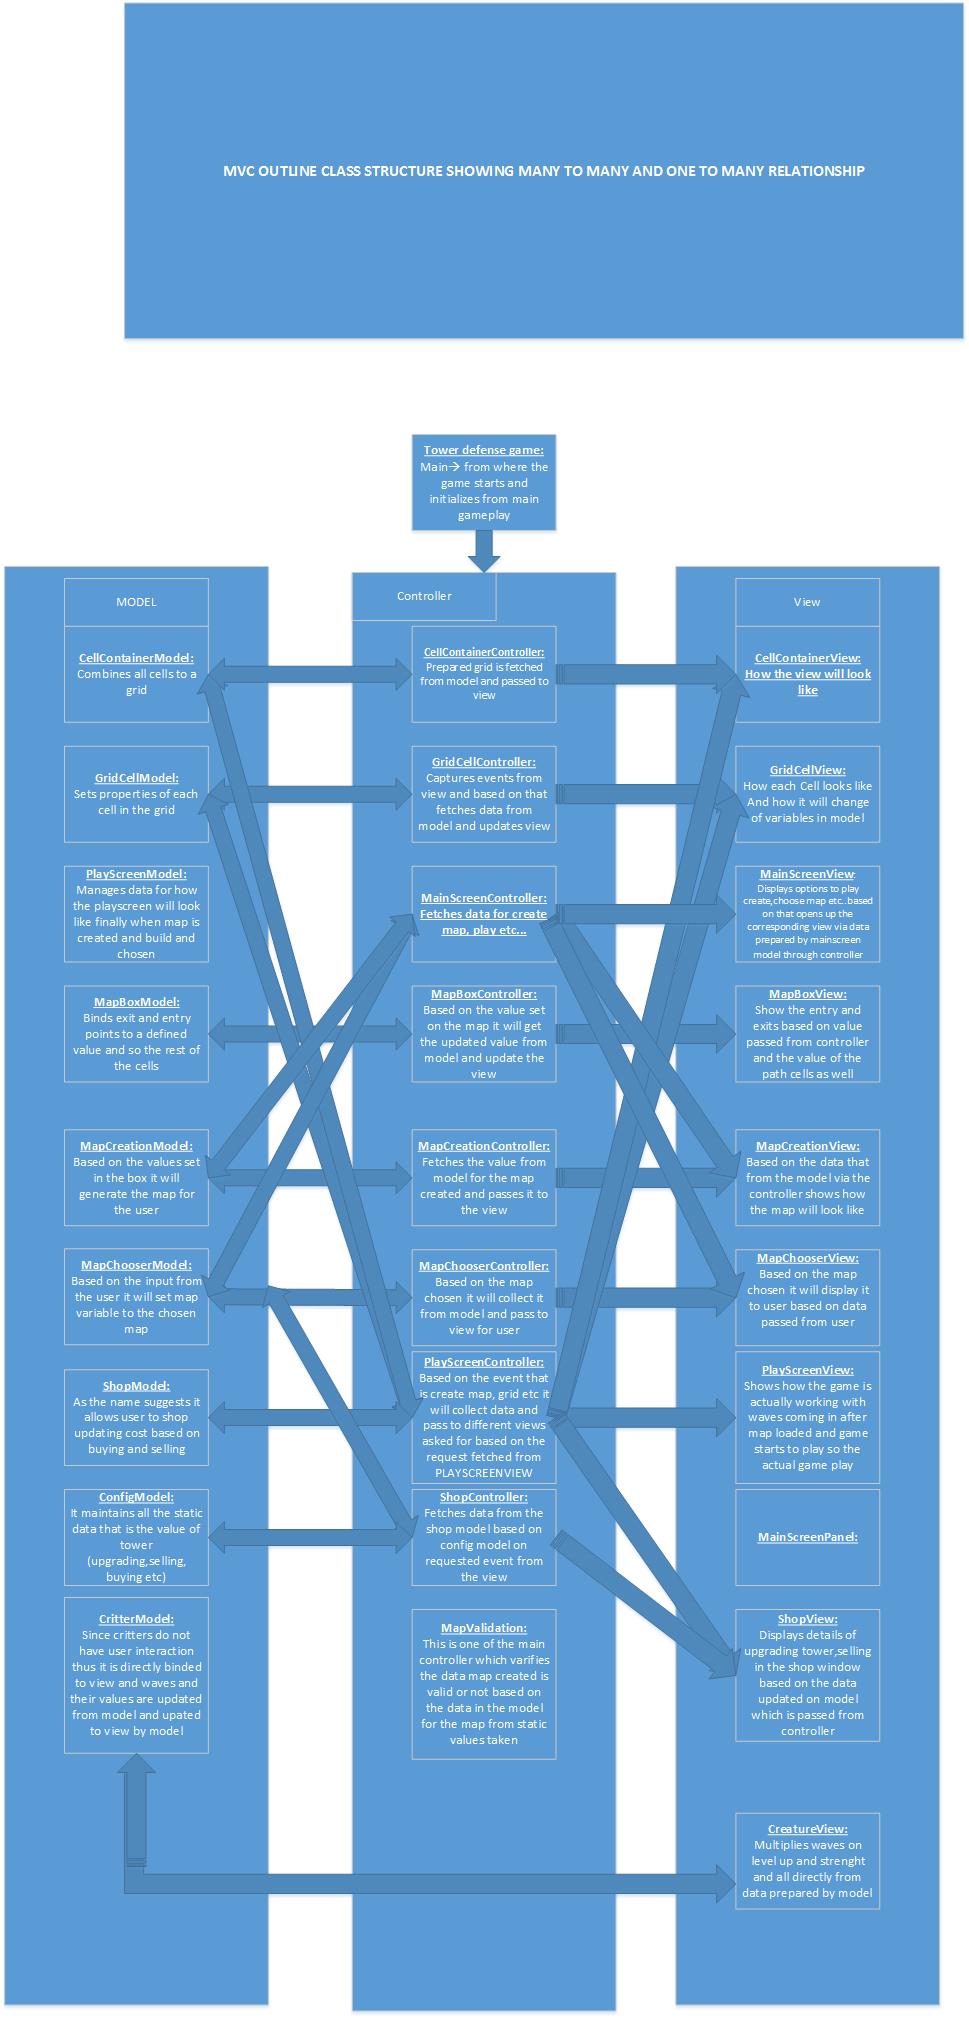 MVC OUTLINE CLASS STRUCTURE SHOWING MANY TO MANY AND ONE TO MANY RELATIONSHIP
Tower defense game:
Main→ from where the
game starts and
initializes from main
gameplay
MODEL
CellContainerModel:
Combines all cells to a
grid
GridCellModel:
Sets properties of each
cell in the grid
PlayScreenModel:
Manages data for how
the playscreen will look
like finally when map is
created and build and
chosen
MapBoxModel:
Binds exit and entry
points to a defined
value and so the rest of
the cells
MapCreationModel:
Based on the values set
in the box it will
generate the map for
the user
MapChooserModel:
Based on the input from
the user it will set map
variable to the chosen
map
ShopModel:
As the name suggests it
allows user to shop
updating cost based on
buying and selling
ConfigModel:
It maintains all the static
data that is the value of
tower
(upgrading,selling,
buying etc)
CritterModel:
Since critters do not
have user interaction
thus it is directly binded
to view and waves and
their values are updated
from model and upated
to view by model
Controller
CellContainerController:
Prepared grid is fetched
from model and passed to
view
GridCellController:
Captures events from
view and based on that
fetches data from
model and updates view
MainScreenController:
Fetches data for create
map, play etc...
MapBoxController:
Based on the value set
on the map it will get
the updated value from
model and update the
view
MapCreationController:
Fetches the value from
model for the map
created and passes it to
the view
MapChooserController:
Based on the map
chosen it will collect it
from model and pass to
view for user
PlayScreenController:
Based on the event that
is create map, grid etc it
will collect data and
pass to different views
asked for based on the
request fetched from
PLAYSCREENVIEW
ShopController:
Fetches data from the
shop model based on
config model on
requested event from
the view
MapValidation:
This is one of the main
controller which varifies
the data map created is
valid or not based on
the data in the model
for the map from static
values taken
View
CellContainerView:
How the view will look
like
GridCellView:
How each Cell looks like
And how it will change
of variables in model
MainScreenView:
Displays options to play
create,choose map etc..based
on that opens up the
corresponding view via data
prepared by mainscreen
model through controller
MapBoxView:
Show the entry and
exits based on value
passed from controller
and the value of the
path cells as well
MapCreationView:
Based on the data that
from the model via the
controller shows how
the map will look like
MapChooserView:
Based on the map
chosen it will display it
to user based on data
passed from user
PlayScreenView:
Shows how the game is
actually working with
waves coming in after
map loaded and game
starts to play so the
actual game play
MainScreenPanel:
ShopView:
Displays details of
upgrading tower,selling
in the shop window
based on the data
updated on model
which is passed from
controller
CreatureView:
Multiplies waves on
level up and strenght
and all directly from
data prepared by model